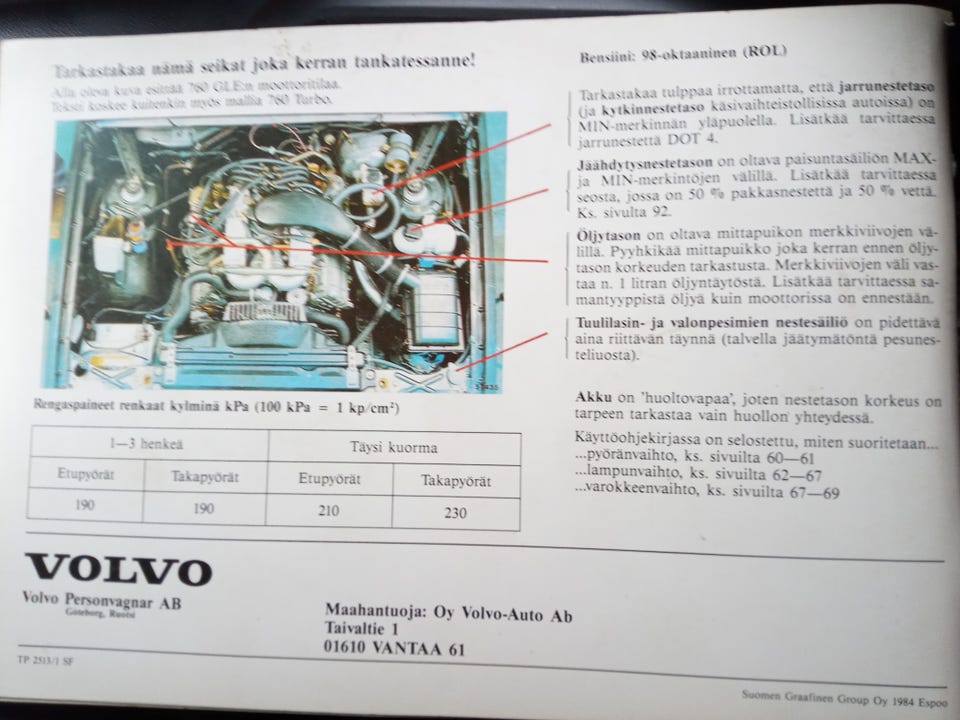 Tarkastakaa nämä seikat joka kerran tankatessanne!
Alla oleva kuva esittää 760 GLE:n moottoritilaa.
Teksti koskee kuitenkin myös mallia 760 Turbo.
Rengaspaineet renkaat kylminä kPa (100 kPa = 1 kp/cm²)
1—3 henkeä Täysi kuorma
Etupyörät Takapyörät Etupyörät Takapyörät
190 190 210 230
Bensiini: 98-oktaaninen (ROL)
Tarkastakaa tulppaa irrottamatta, että jarrunestetaso
(ja kytkinnestetaso käsivaihteistollisissa autoissa) on
MIN-merkinnän yläpuolella. Lisätkää tarvittaessa
jarrunestettä DOT 4.
Jäähdytysnestetason on oltava paisuntasäiliön MAX-
ja MIN-merkintöjen välillä. Lisätkää tarvittaessa
seosta, jossa on 50 % pakkasnestettä ja 50 % vettä.
Ks. sivulta 92.
Öljytason on oltava mittapuikon merkkiviivojen vä-
lillä. Pyyhkikää mittapuikko joka kerran ennen öljy-
tason korkeuden tarkastusta. Merkkiviivojen väli vas-
taa n. 1 litran öljyntäytöstä. Lisätkää tarvittaessa sa-
mantyyppistä öljyä kuin moottorissa on ennestään.
Tuulilasin- ja valonpesimien nestesäiliö on pidettävä
aina riittävän täynnä (talvella jäätymätöntä pesunes-
teliuosta).
Akku on 'huoltovapaa', joten nestetason korkeus on
tarpeen tarkastaa vain huollon yhteydessä.
Käyttöohjekirjassa on selostettu, miten suoritetaan...
...pyöränvaihto, ks. sivuilta 60—61
...lampunvaihto, ks. sivuilta 62—67
...varokkeenvaihto, ks. sivuilta 67—69
VOLVO
Volvo Personvagnar AB
Göteborg, Ruotsi
Maahantuoja: Oy Volvo-Auto Ab
Taivaltie 1
01610 VANTAA 61
TP 2513/1 SF
Suomen Graafinen Group Oy 1984 Espoo